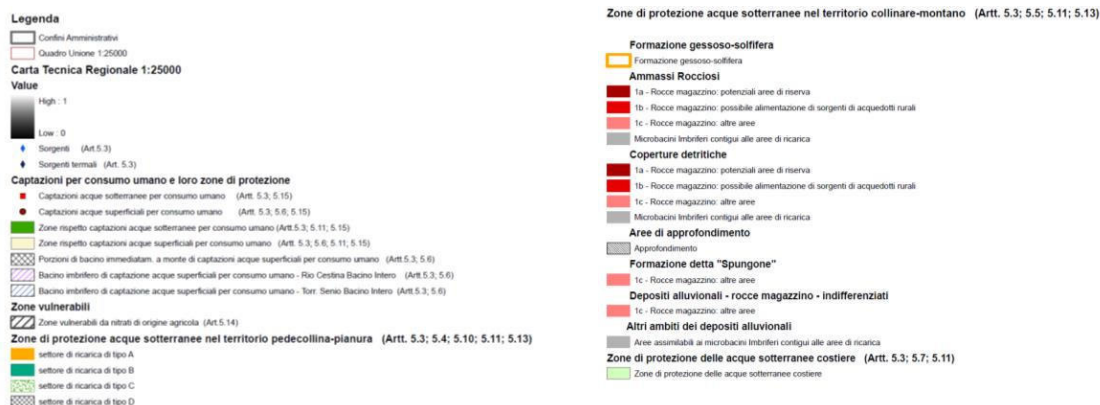 Legenda
Confini Amministrativi
Quadro Unione 1:25000
Carta Tecnica Regionale 1:25000
Value
High : 1
Low : 0
Sorgenti (Art.5.3)
Sorgenti termali (Art. 5.3)
Captazioni per consumo umano e loro zone di protezione
Captazioni acque sotterranee per consumo umano (Artt. 5.3; 5.15)
Captazioni acque superficiali per consumo umano (Artt. 5.3; 5.6; 5.15)
Zone rispetto captazioni acque sotterranee per consumo umano (Artt.5.3; 5.11; 5.15)
Zone rispetto captazioni acque superficiali per consumo umano (Artt. 5.3; 5.6; 5.11; 5.15)
Porzioni di bacino immediatam. a monte di captazioni acque superficiali per consumo umano (Artt.5.3; 5.6)
Bacino imbrifero di captazione acque superficiali per consumo umano - Rio Cestina Bacino Intero (Artt.5.3; 5.6)
Bacino imbrifero di captazione acque superficiali per consumo umano - Torr. Senio Bacino Intero (Artt.5.3; 5.6)
Zone vulnerabili
Zone vulnerabili da nitrati di origine agricola (Art.5.14)
Zone di protezione acque sotterranee nel territorio pedecollina-pianura (Artt. 5.3; 5.4; 5.10; 5.11; 5.13)
settore di ricarica di tipo A
settore di ricarica di tipo B
settore di ricarica di tipo C
settore di ricarica di tipo D
Zone di protezione acque sotterranee nel territorio collinare-montano (Artt. 5.3; 5.5; 5.11; 5.13)
Formazione gessoso-solfifera
Formazione gessoso-solfifera
Ammassi Rocciosi
1a - Rocce magazzino: potenziali aree di riserva
1b - Rocce magazzino: possibile alimentazione di sorgenti di acquedotti rurali
1c - Rocce magazzino: altre aree
Microbacini Imbriferi contigui alle aree di ricarica
Coperture detritiche
1a - Rocce magazzino: potenziali aree di riserva
1b - Rocce magazzino: possibile alimentazione di sorgenti di acquedotti rurali
1c - Rocce magazzino: altre aree
Microbacini Imbriferi contigui alle aree di ricarica
Aree di approfondimento
Approfondimento
Formazione detta "Spungone"
1c - Rocce magazzino: altre aree
Depositi alluvionali - rocce magazzino - indifferenziati
1c - Rocce magazzino: altre aree
Altri ambiti dei depositi alluvionali
Aree assimilabili ai microbacini Imbriferi contigui alle aree di ricarica
Zone di protezione delle acque sotterranee costiere (Artt. 5.3; 5.7; 5.11)
Zone di protezione delle acque sotterranee costiere